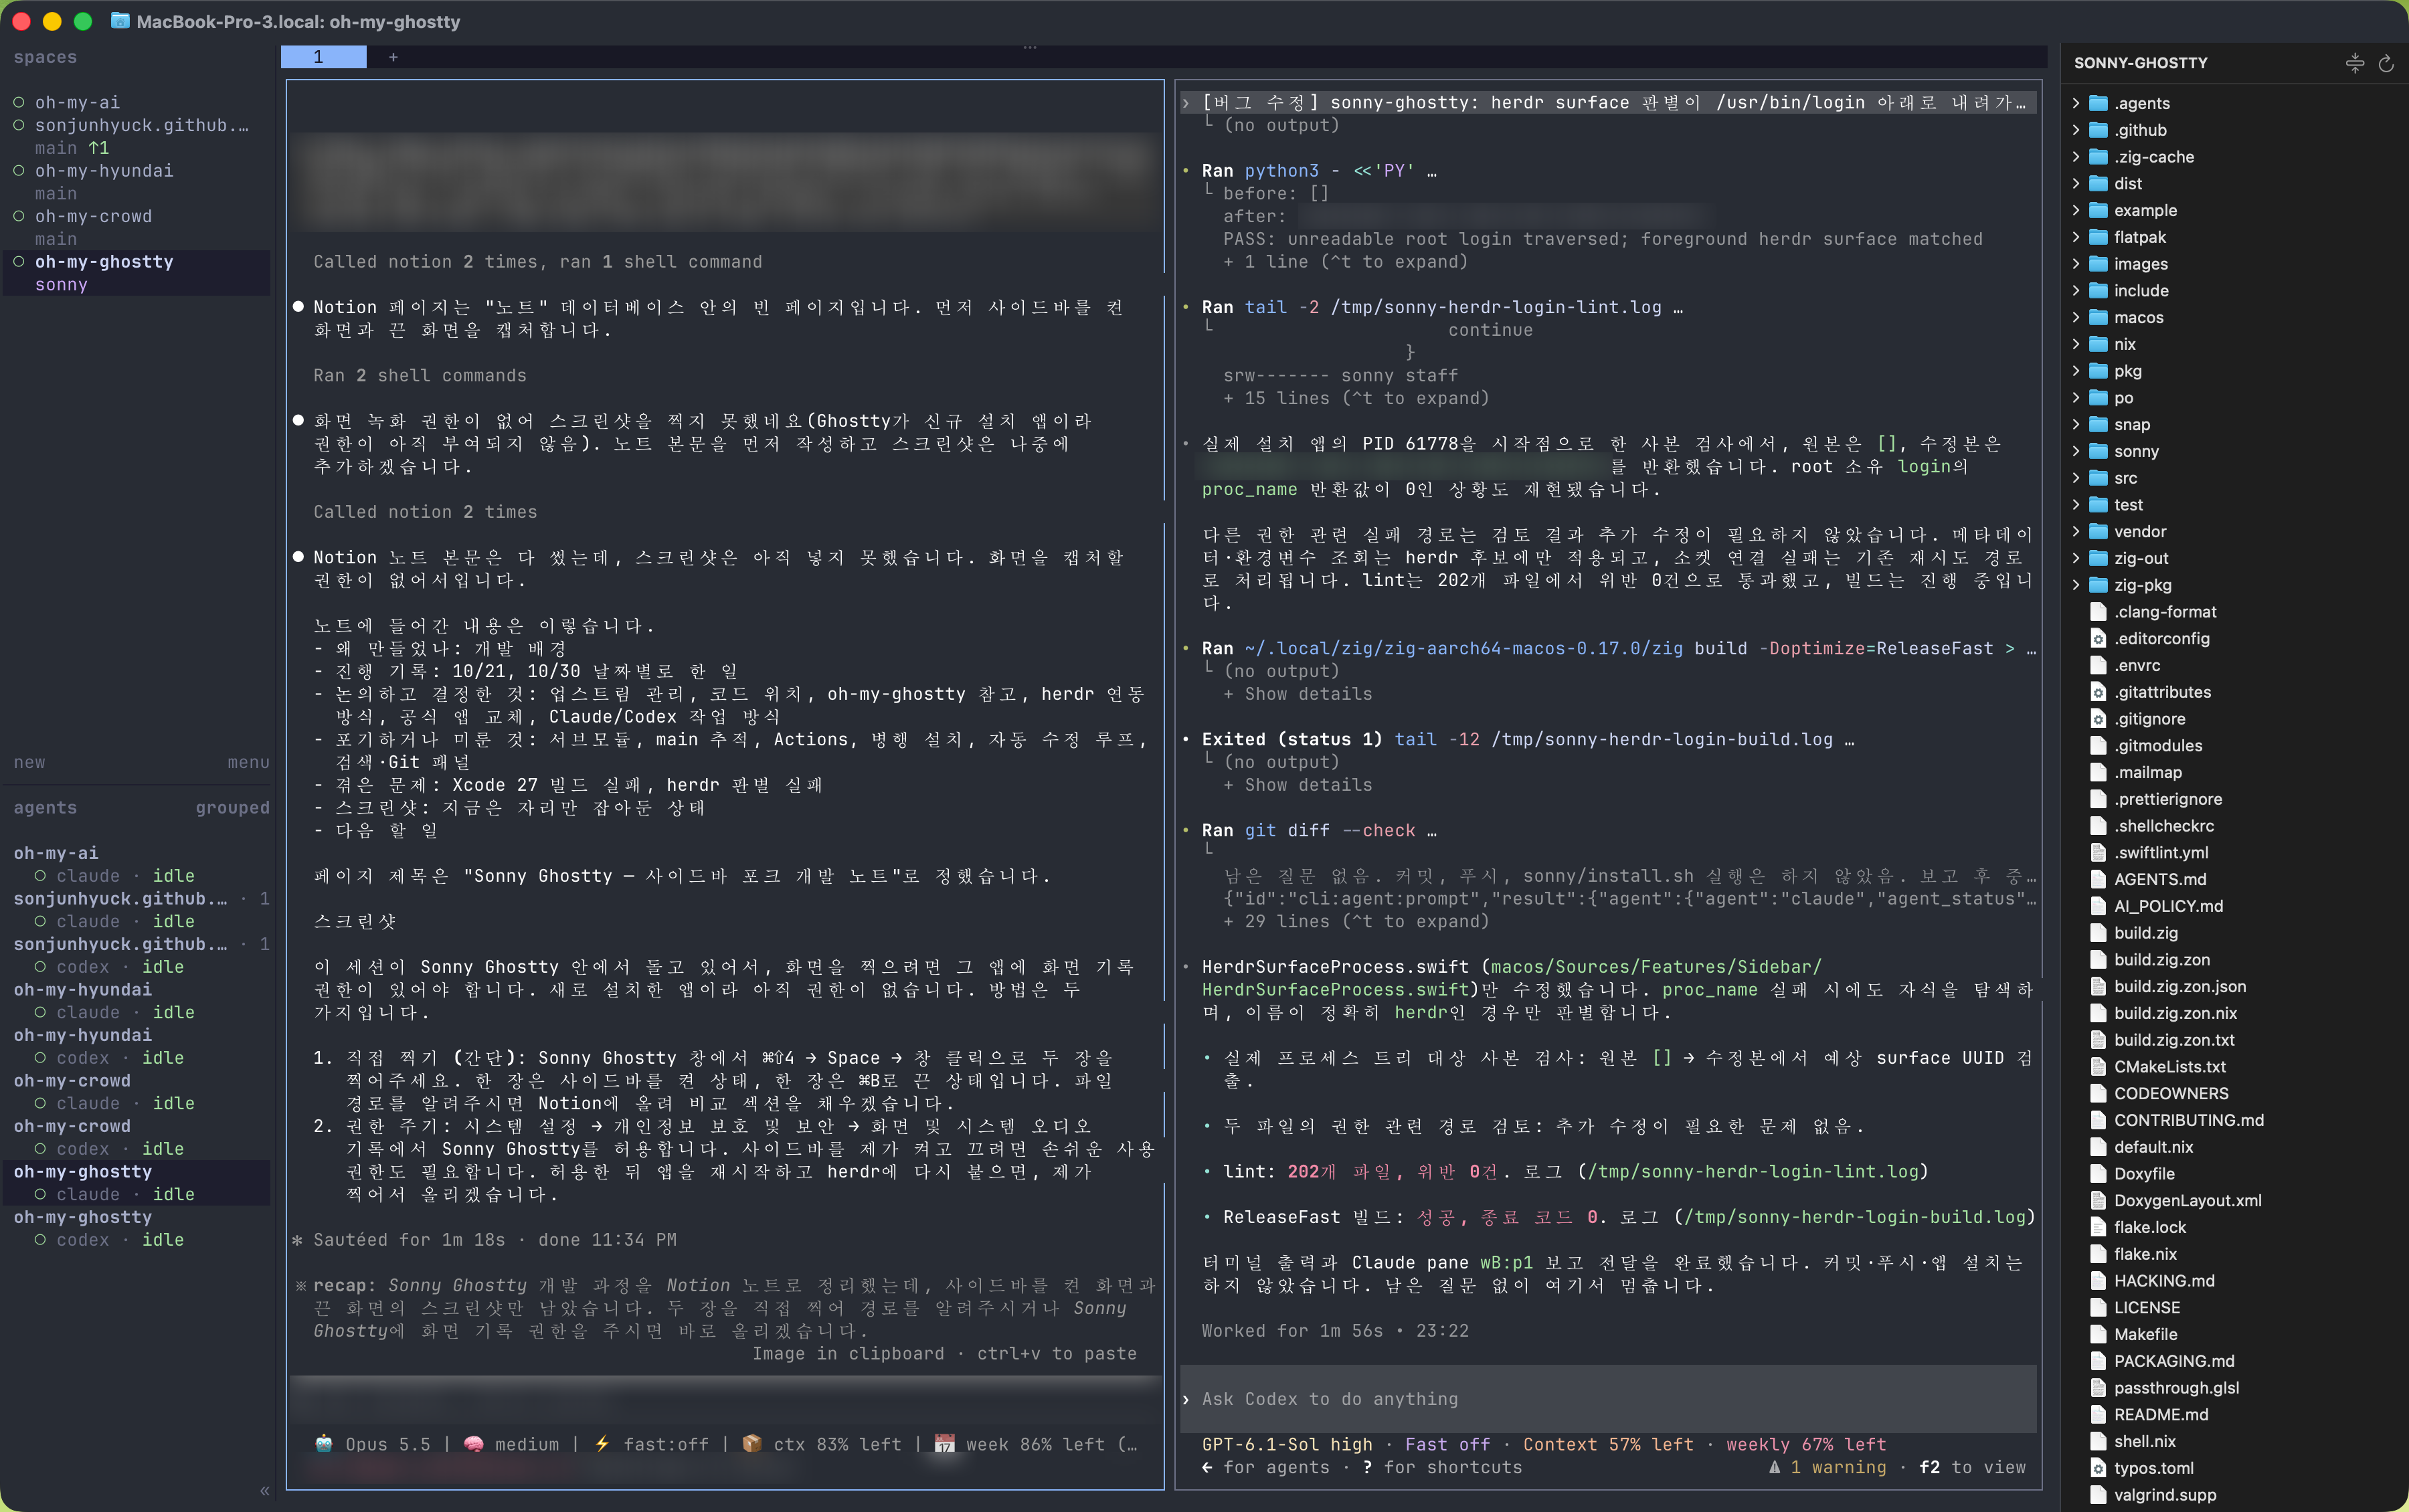 MacBook-Pro-3.local: oh-my-ghostty
spaces
oh-my-ai
sonjunhyuck.github.…
main ↑1
oh-my-hyundai
main
oh-my-crowd
main
oh-my-ghostty
sonny
new menu
agents grouped
oh-my-ai
claude · idle
sonjunhyuck.github.… · 1
claude · idle
sonjunhyuck.github.… · 1
codex · idle
oh-my-hyundai
claude · idle
oh-my-hyundai
codex · idle
oh-my-crowd
claude · idle
oh-my-crowd
codex · idle
oh-my-ghostty
claude · idle
oh-my-ghostty
codex · idle
«
1 +
…
Called notion 2 times, ran 1 shell command
● Notion 페이지는 "노트" 데이터베이스 안의 빈 페이지입니다. 먼저 사이드바를 켠
화면과 끈 화면을 캡처합니다.
Ran 2 shell commands
● 화면 녹화 권한이 없어 스크린샷을 찍지 못했네요(Ghostty가 신규 설치 앱이라
권한이 아직 부여되지 않음). 노트 본문을 먼저 작성하고 스크린샷은 나중에
추가하겠습니다.
Called notion 2 times
● Notion 노트 본문은 다 썼는데, 스크린샷은 아직 넣지 못했습니다. 화면을 캡처할
권한이 없어서입니다.
노트에 들어간 내용은 이렇습니다.
- 왜 만들었나: 개발 배경
- 진행 기록: 10/21, 10/30 날짜별로 한 일
- 논의하고 결정한 것: 업스트림 관리, 코드 위치, oh-my-ghostty 참고, herdr 연동
방식, 공식 앱 교체, Claude/Codex 작업 방식
- 포기하거나 미룬 것: 서브모듈, main 추적, Actions, 병행 설치, 자동 수정 루프,
검색·Git 패널
- 겪은 문제: Xcode 27 빌드 실패, herdr 판별 실패
- 스크린샷: 지금은 자리만 잡아둔 상태
- 다음 할 일
페이지 제목은 "Sonny Ghostty — 사이드바 포크 개발 노트"로 정했습니다.
스크린샷
이 세션이 Sonny Ghostty 안에서 돌고 있어서, 화면을 찍으려면 그 앱에 화면 기록
권한이 있어야 합니다. 새로 설치한 앱이라 아직 권한이 없습니다. 방법은 두
가지입니다.
1. 직접 찍기 (간단): Sonny Ghostty 창에서 ⌘⇧4 → Space → 창 클릭으로 두 장을
찍어주세요. 한 장은 사이드바를 켠 상태, 한 장은 ⌘B로 끈 상태입니다. 파일
경로를 알려주시면 Notion에 올려 비교 섹션을 채우겠습니다.
2. 권한 주기: 시스템 설정 → 개인정보 보호 및 보안 → 화면 및 시스템 오디오
기록에서 Sonny Ghostty를 허용합니다. 사이드바를 제가 켜고 끄려면 손쉬운 사용
권한도 필요합니다. 허용한 뒤 앱을 재시작하고 herdr에 다시 붙으면, 제가
찍어서 올리겠습니다.
✻ Sautéed for 1m 18s · done 11:34 PM
※ recap: Sonny Ghostty 개발 과정을 Notion 노트로 정리했는데, 사이드바를 켠 화면과
끈 화면의 스크린샷만 남았습니다. 두 장을 직접 찍어 경로를 알려주시거나 Sonny
Ghostty에 화면 기록 권한을 주시면 바로 올리겠습니다.
Image in clipboard · ctrl+v to paste
Opus 5.5 | medium | fast:off | ctx 83% left | week 86% left (…
› [버그 수정] sonny-ghostty: herdr surface 판별이 /usr/bin/login 아래로 내려가…
└ (no output)
• Ran python3 - <<'PY' …
└ before: []
after:
PASS: unreadable root login traversed; foreground herdr surface matched
+ 1 line (^t to expand)
• Ran tail -2 /tmp/sonny-herdr-login-lint.log …
└ continue
}
srw------- sonny staff
+ 15 lines (^t to expand)
• 실제 설치 앱의 PID 61778을 시작점으로 한 사본 검사에서, 원본은 [], 수정본은
를 반환했습니다. root 소유 login의
proc_name 반환값이 0인 상황도 재현됐습니다.
다른 권한 관련 실패 경로는 검토 결과 추가 수정이 필요하지 않았습니다. 메타데이
터·환경변수 조회는 herdr 후보에만 적용되고, 소켓 연결 실패는 기존 재시도 경로
로 처리됩니다. lint는 202개 파일에서 위반 0건으로 통과했고, 빌드는 진행 중입니
다.
• Ran ~/.local/zig/zig-aarch64-macos-0.17.0/zig build -Doptimize=ReleaseFast > …
└ (no output)
+ Show details
• Exited (status 1) tail -12 /tmp/sonny-herdr-login-build.log …
└ (no output)
+ Show details
• Ran git diff --check …
└
남은 질문 없음. 커밋, 푸시, sonny/install.sh 실행은 하지 않았음. 보고 후 중…
{"id":"cli:agent:prompt","result":{"agent":{"agent":"claude","agent_status"…
+ 29 lines (^t to expand)
• HerdrSurfaceProcess.swift (macos/Sources/Features/Sidebar/
HerdrSurfaceProcess.swift)만 수정했습니다. proc_name 실패 시에도 자식을 탐색하
며, 이름이 정확히 herdr인 경우만 판별합니다.
• 실제 프로세스 트리 대상 사본 검사: 원본 [] → 수정본에서 예상 surface UUID 검
출.
• 두 파일의 권한 관련 경로 검토: 추가 수정이 필요한 문제 없음.
• lint: 202개 파일, 위반 0건. 로그 (/tmp/sonny-herdr-login-lint.log)
• ReleaseFast 빌드: 성공, 종료 코드 0. 로그 (/tmp/sonny-herdr-login-build.log)
터미널 출력과 Claude pane wB:p1 보고 전달을 완료했습니다. 커밋·푸시·앱 설치는
하지 않았습니다. 남은 질문 없이 여기서 멈춥니다.
Worked for 1m 56s • 23:22
› Ask Codex to do anything
GPT-6.1-Sol high · Fast off · Context 57% left · weekly 67% left
← for agents · ? for shortcuts ⚠ 1 warning · f2 to view
SONNY-GHOSTTY
.agents
.github
.zig-cache
dist
example
flatpak
images
include
macos
nix
pkg
po
snap
sonny
src
test
vendor
zig-out
zig-pkg
.clang-format
.editorconfig
.envrc
.gitattributes
.gitignore
.gitmodules
.mailmap
.prettierignore
.shellcheckrc
.swiftlint.yml
AGENTS.md
AI_POLICY.md
build.zig
build.zig.zon
build.zig.zon.json
build.zig.zon.nix
build.zig.zon.txt
CMakeLists.txt
CODEOWNERS
CONTRIBUTING.md
default.nix
Doxyfile
DoxygenLayout.xml
flake.lock
flake.nix
HACKING.md
LICENSE
Makefile
PACKAGING.md
passthrough.glsl
README.md
shell.nix
typos.toml
valgrind.supp